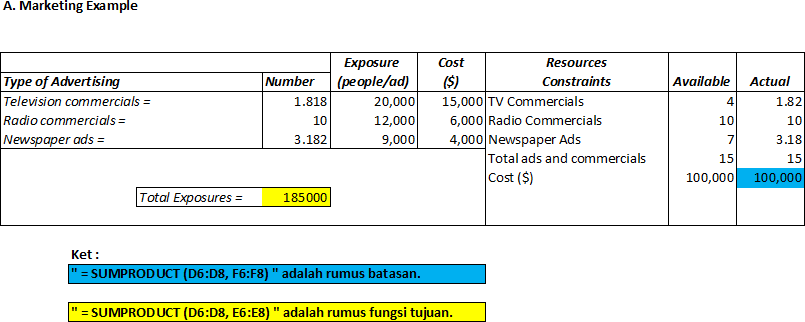 A. Marketing Example
Exposure Cost Resources
Type of Advertising Number (people/ad) ($) Constraints Available Actual
Television commercials = 1.818 20,000 15,000 TV Commercials 4 1.82
Radio commercials = 10 12,000 6,000 Radio Commercials 10 10
Newspaper ads = 3.182 9,000 4,000 Newspaper Ads 7 3.18
Total ads and commercials 15 15
Cost ($) 100,000 100,000
Total Exposures = 185000
Ket :
" = SUMPRODUCT (D6:D8, F6:F8) " adalah rumus batasan.
" = SUMPRODUCT (D6:D8, E6:E8) " adalah rumus fungsi tujuan.